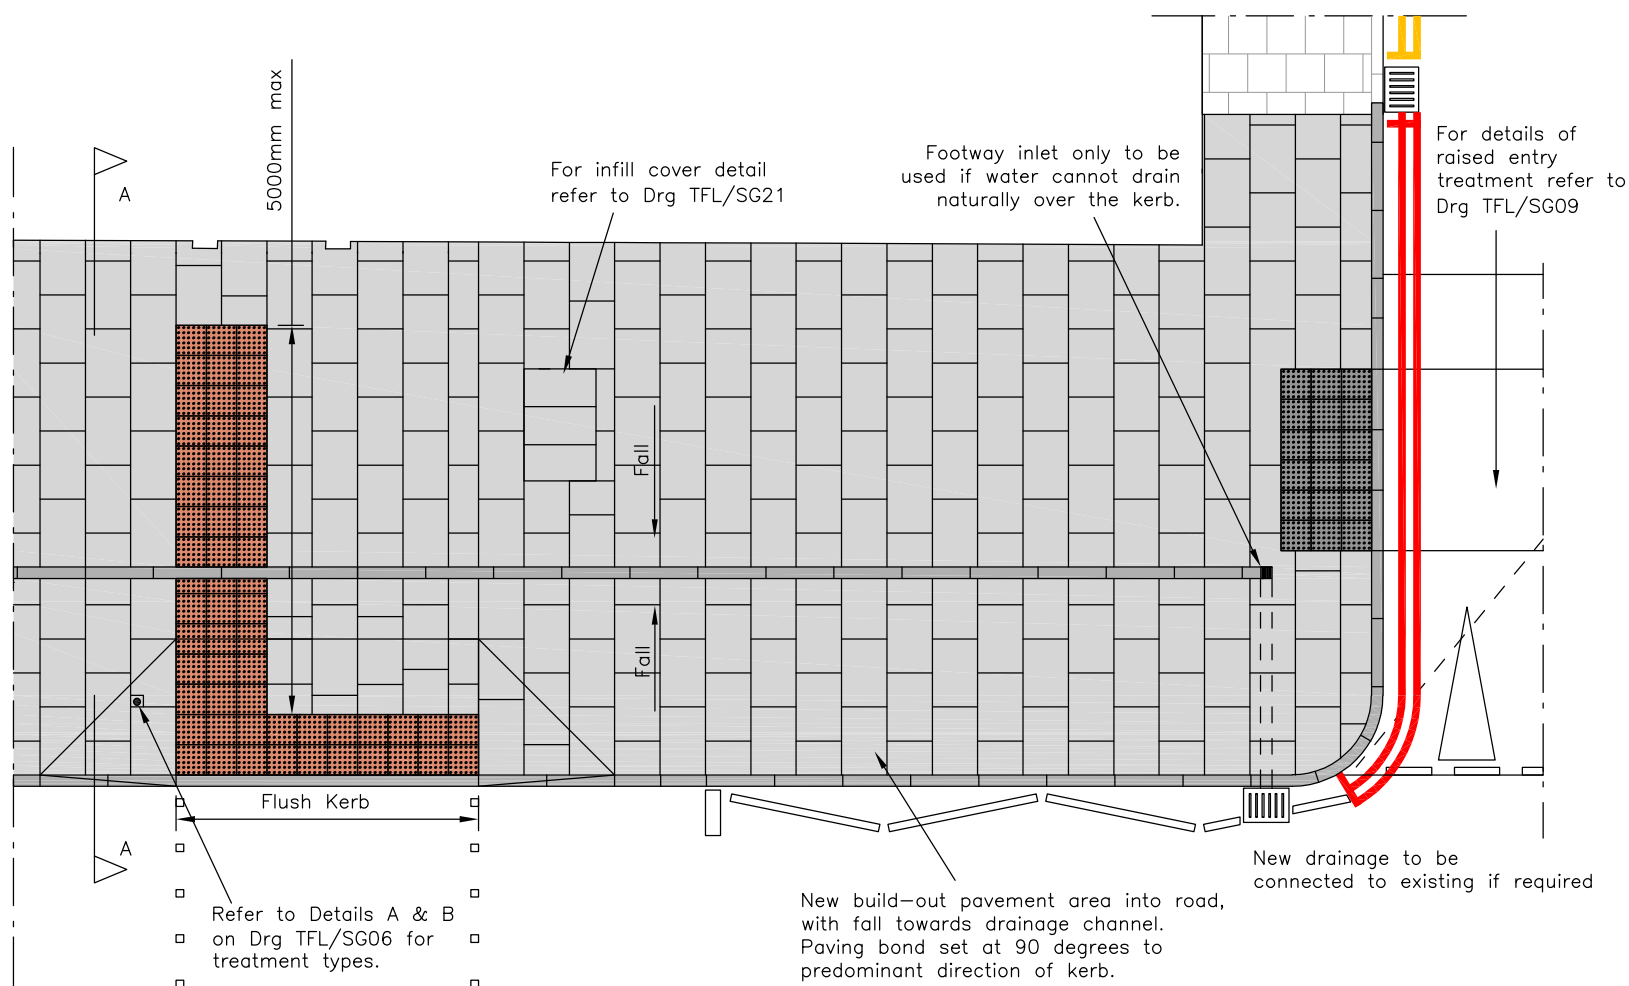 5000mm max
A
For infill cover detail
refer to Drg TFL/SG21
Footway inlet only to be
used if water cannot drain
naturally over the kerb.
For details of
raised entry
treatment refer to
Drg TFL/SG09
Fall
Fall
Flush Kerb
A
Refer to Details A & B
on Drg TFL/SG06 for
treatment types.
New build-out pavement area into road,
with fall towards drainage channel.
Paving bond set at 90 degrees to
predominant direction of kerb.
New drainage to be
connected to existing if required